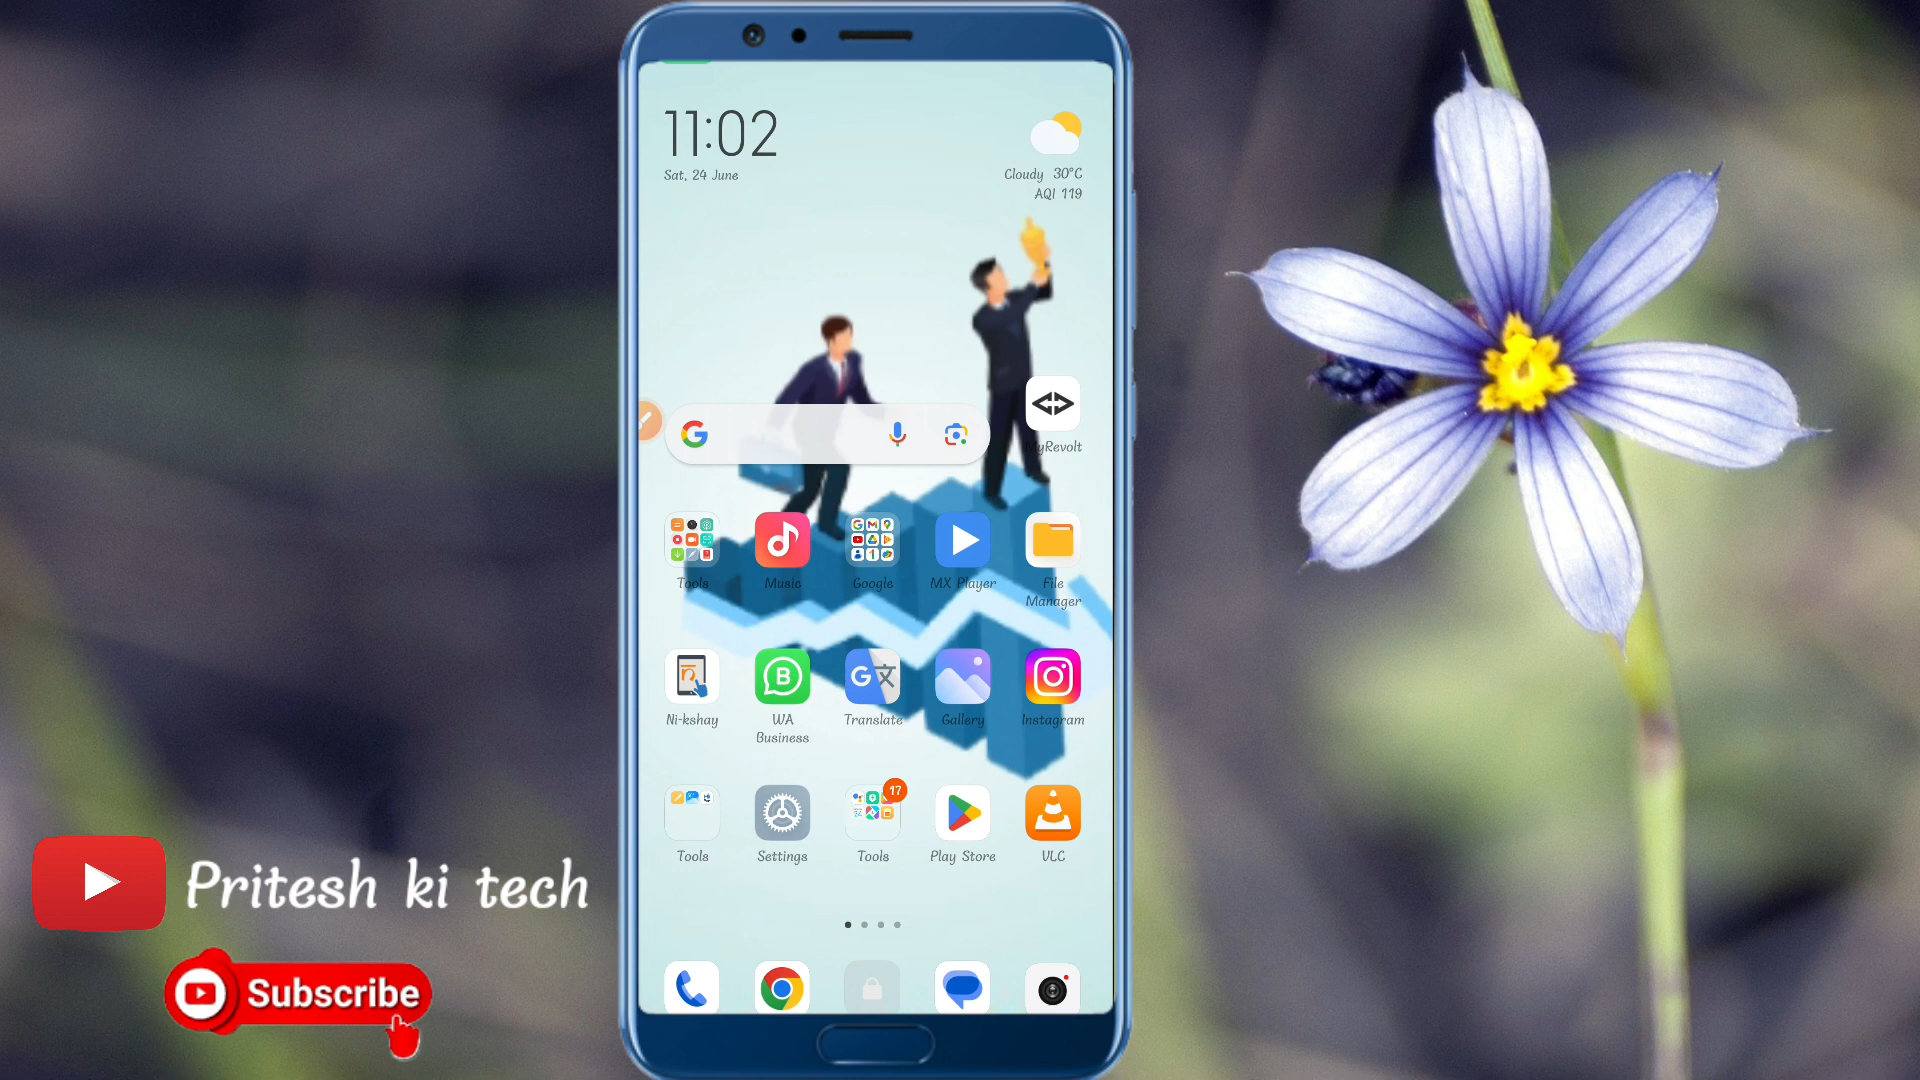 11:02
Sat, 24 June
Cloudy 30°C
AQI 119
MyRevolt
Tools
Music
Google
MX Player
File
Manager
Ni-kshay
WA
Business
Translate
Gallery
Instagram
17
Tools
Settings
Tools
Play Store
VLC
Pritesh ki tech
Subscribe